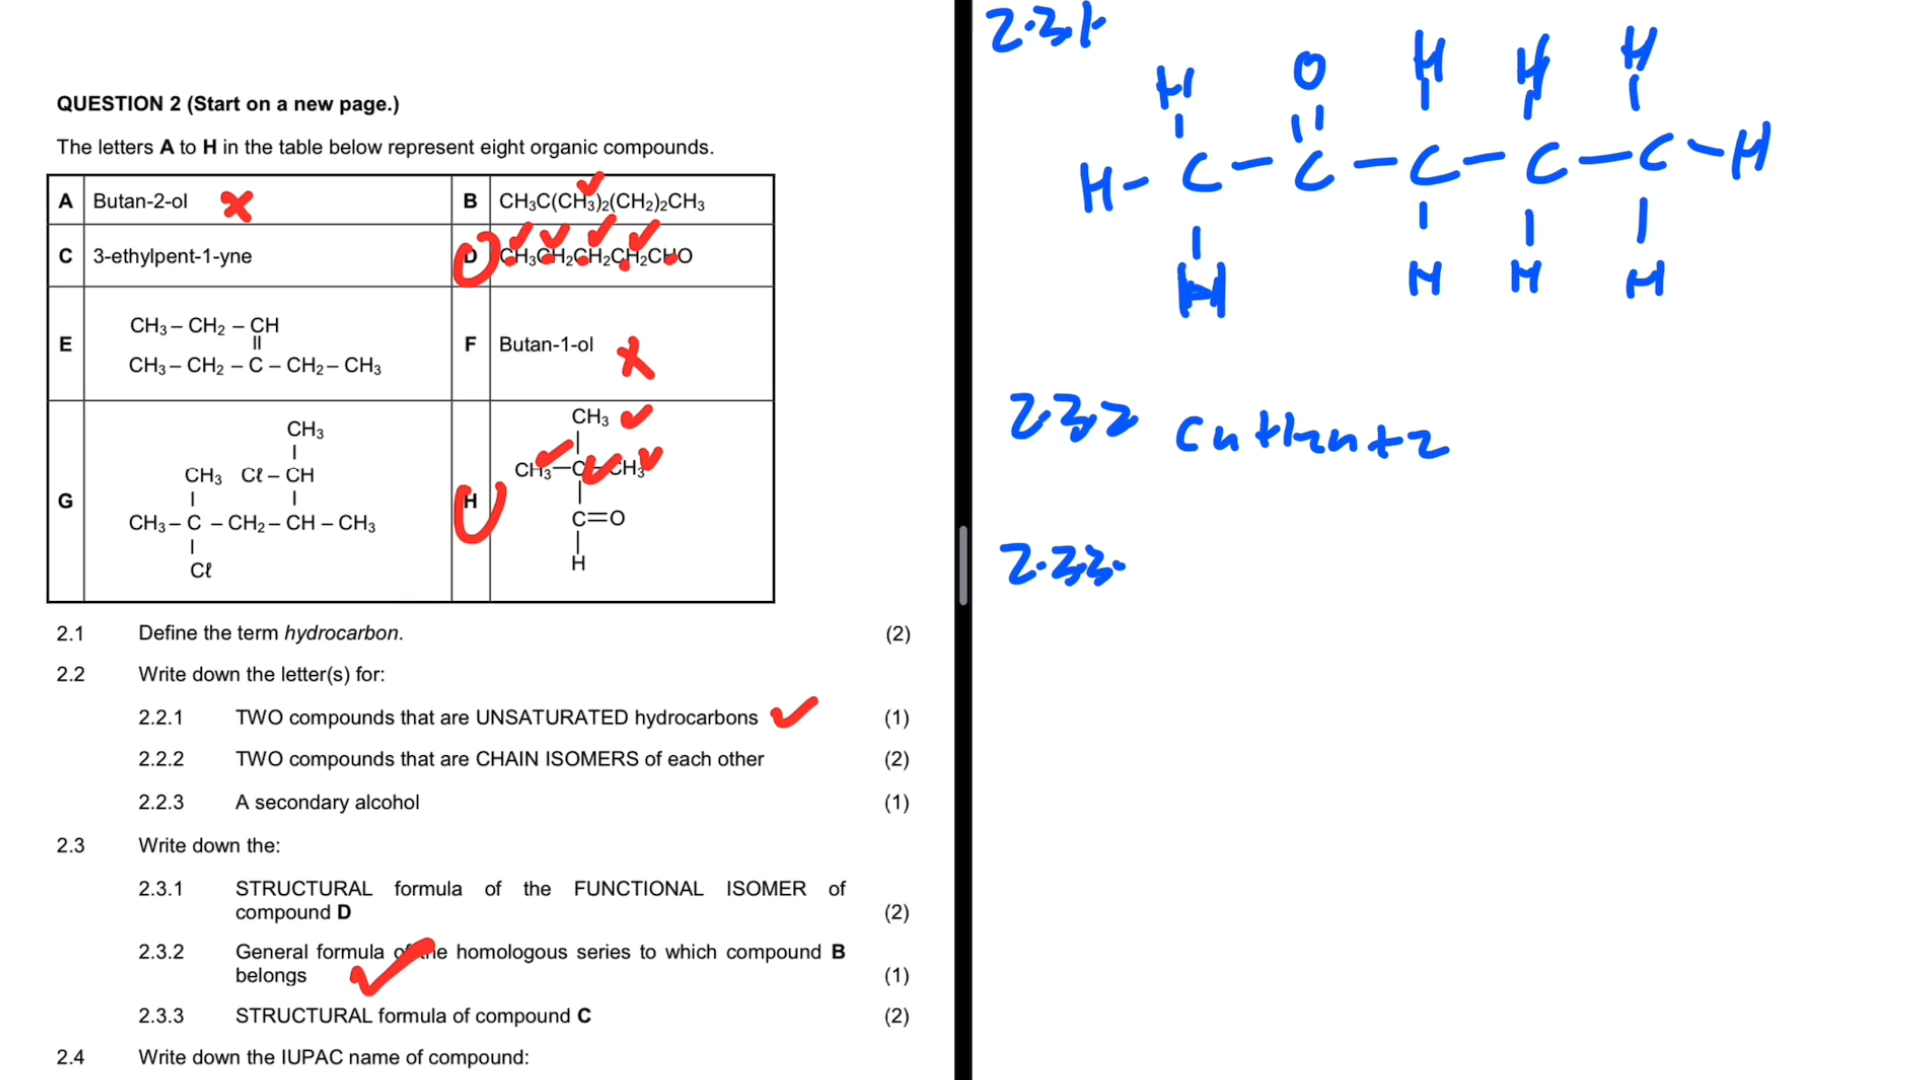 QUESTION 2 (Start on a new page.)
The letters A to H in the table below represent eight organic compounds.
A Butan-2-ol B CH₃C(CH₃)₂(CH₂)₂CH₃
C 3-ethylpent-1-yne D CH₃CH₂CH₂CH₂CHO
E
CH₃ – CH₂ – CH
||
CH₃ – CH₂ – C – CH₂ – CH₃
F Butan-1-ol
G
CH₃
|
CH₃ Cℓ – CH
| |
CH₃ – C – CH₂ – CH – CH₃
|
Cℓ
H
CH₃
|
CH₃ — C — CH₃
|
C=O
|
H
2.1 Define the term hydrocarbon. (2)
2.2 Write down the letter(s) for:
2.2.1 TWO compounds that are UNSATURATED hydrocarbons (1)
2.2.2 TWO compounds that are CHAIN ISOMERS of each other (2)
2.2.3 A secondary alcohol (1)
2.3 Write down the:
2.3.1 STRUCTURAL formula of the FUNCTIONAL ISOMER of
compound D (2)
2.3.2 General formula of the homologous series to which compound B
belongs (1)
2.3.3 STRUCTURAL formula of compound C (2)
2.4 Write down the IUPAC name of compound:
2.3.1.
H O H H H
| || | | |
H – C – C – C – C – C – H
| | | |
H H H H
2.3.2 CnH2n+2
2.3.3.